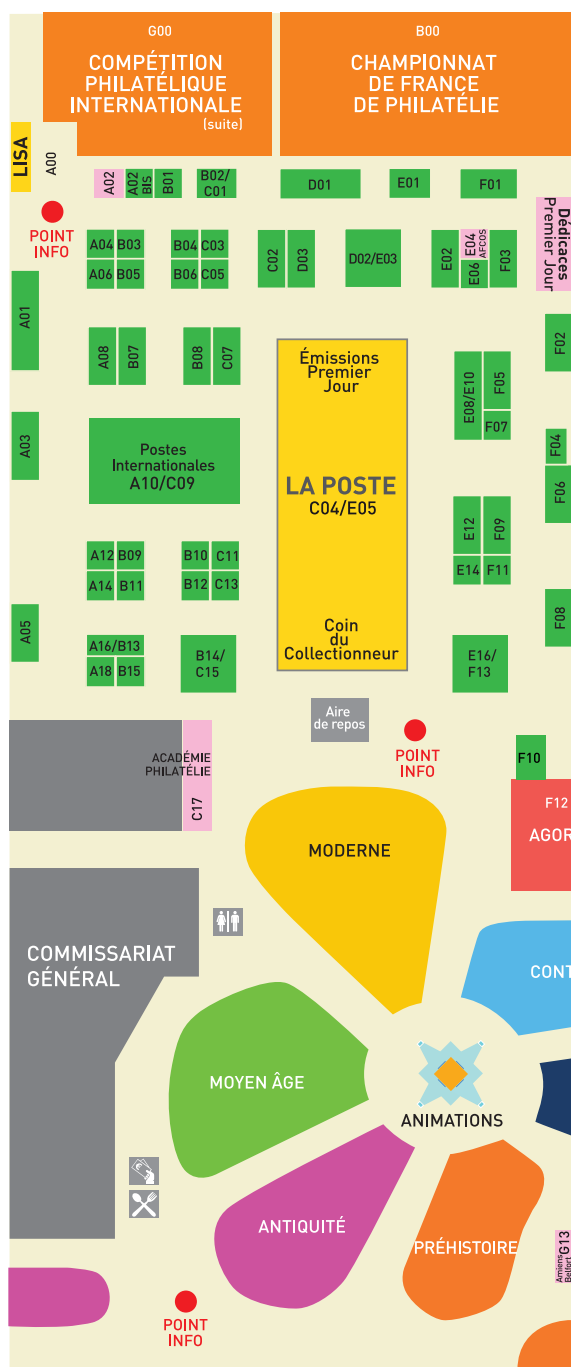 G00
COMPÉTITION
PHILATÉLIQUE
INTERNATIONALE
(suite)
B00
CHAMPIONNAT
DE FRANCE
DE PHILATÉLIE
LISA
A00
POINT
INFO
A02
A02
BIS
B01
B02/
C01
D01
E01
F01
Dédicaces
Premier Jour
A04
B03
A06
B05
B04
C03
B06
C05
C02
D03
D02/E03
E02
E04
AFCOS
E06
F03
A01
A08
B07
B08
C07
Émissions
Premier
Jour
E08/E10
F05
F07
F02
A03
Postes
Internationales
A10/C09
LA POSTE
C04/E05
F04
F06
E12
F09
E14
F11
A12
B09
A14
B11
B10
C11
B12
C13
A05
F08
A16/B13
A18
B15
B14/
C15
Coin
du
Collectionneur
E16/
F13
Aire
de repos
POINT
INFO
ACADÉMIE
PHILATÉLIE
C17
F10
F12
AGOR
MODERNE
COMMISSARIAT
GÉNÉRAL
CONT
MOYEN ÂGE
ANIMATIONS
ANTIQUITÉ
PRÉHISTOIRE
Amiens
Belfort
G13
POINT
INFO